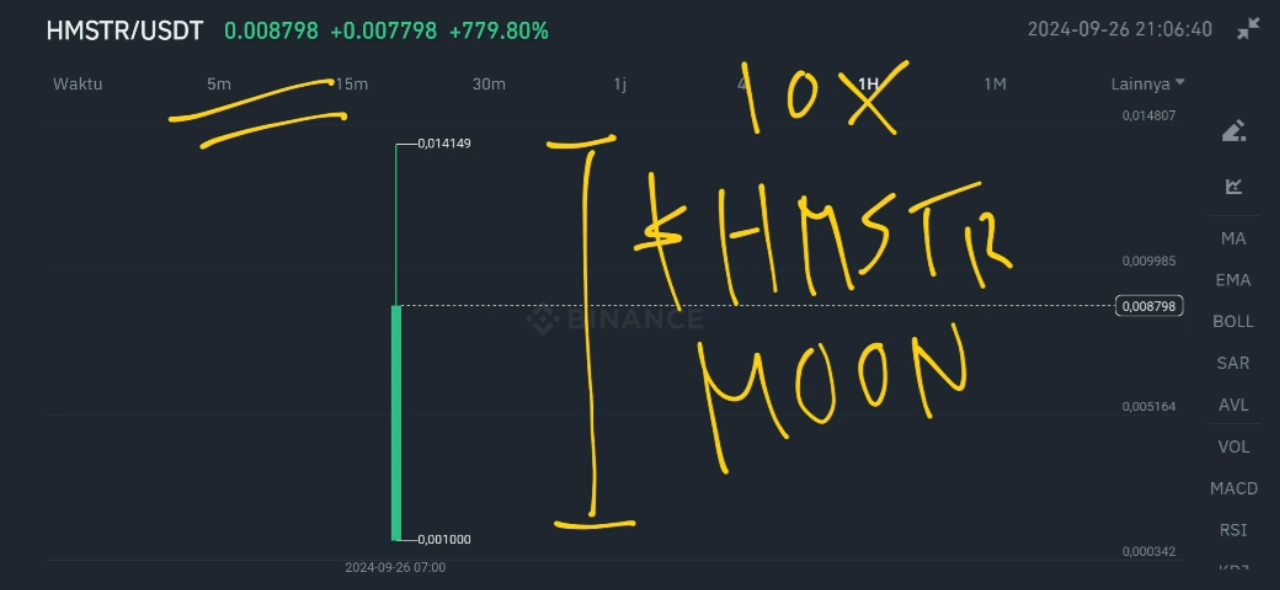 HMSTR/USDT 0.008798 +0.007798 +779.80% 2024-09-26 21:06:40
Waktu 5m 15m 30m 1j 4 1H 1M Lainnya
10X
0,014807
0,014149
$HMSTR
MA
0,009985
EMA
0,008798
BINANCE
BOLL
MOON
SAR
0,005164
AVL
VOL
MACD
RSI
0,001000
0,000342
2024-09-26 07:00